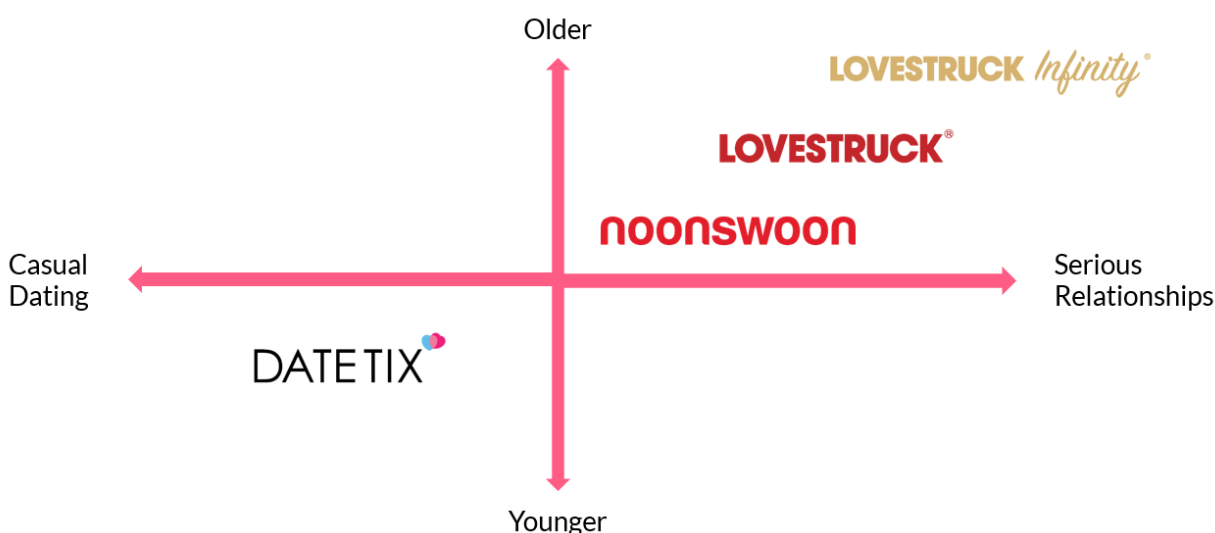 Older
LOVESTRUCK Infinity®
LOVESTRUCK®
noonswoon
Casual
Dating
Serious
Relationships
DATETIX
Younger